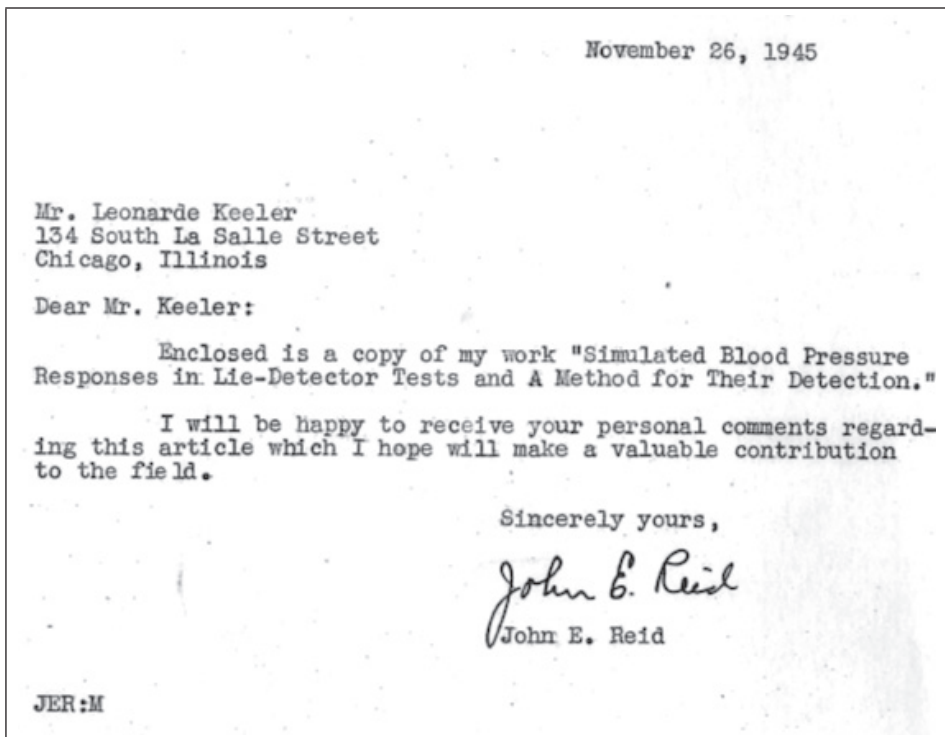 November 26, 1945
Mr. Leonarde Keeler
134 South La Salle Street
Chicago, Illinois
Dear Mr. Keeler:
Enclosed is a copy of my work "Simulated Blood Pressure
Responses in Lie-Detector Tests and A Method for Their Detection."
I will be happy to receive your personal comments regard-
ing this article which I hope will make a valuable contribution
to the field.
Sincerely yours,
John E. Reid
John E. Reid
JER:M